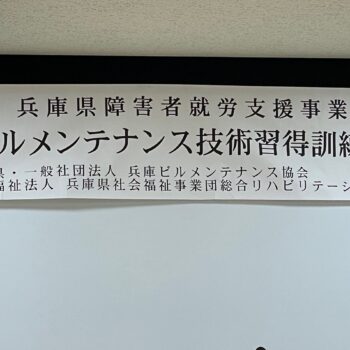 兵庫県障害者就労支援事業
ルメンテナンス技術習得訓
・一般社団法人 兵庫ビルメンテナンス協会
福祉法人 兵庫県社会福祉事業団総合リハビリテーシ